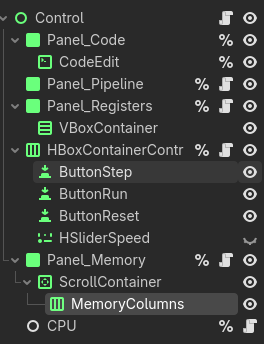 Control
Panel_Code
CodeEdit
Panel_Pipeline
Panel_Registers
VBoxContainer
HBoxContainerContr
ButtonStep
ButtonRun
ButtonReset
HSliderSpeed
Panel_Memory
ScrollContainer
MemoryColumns
CPU